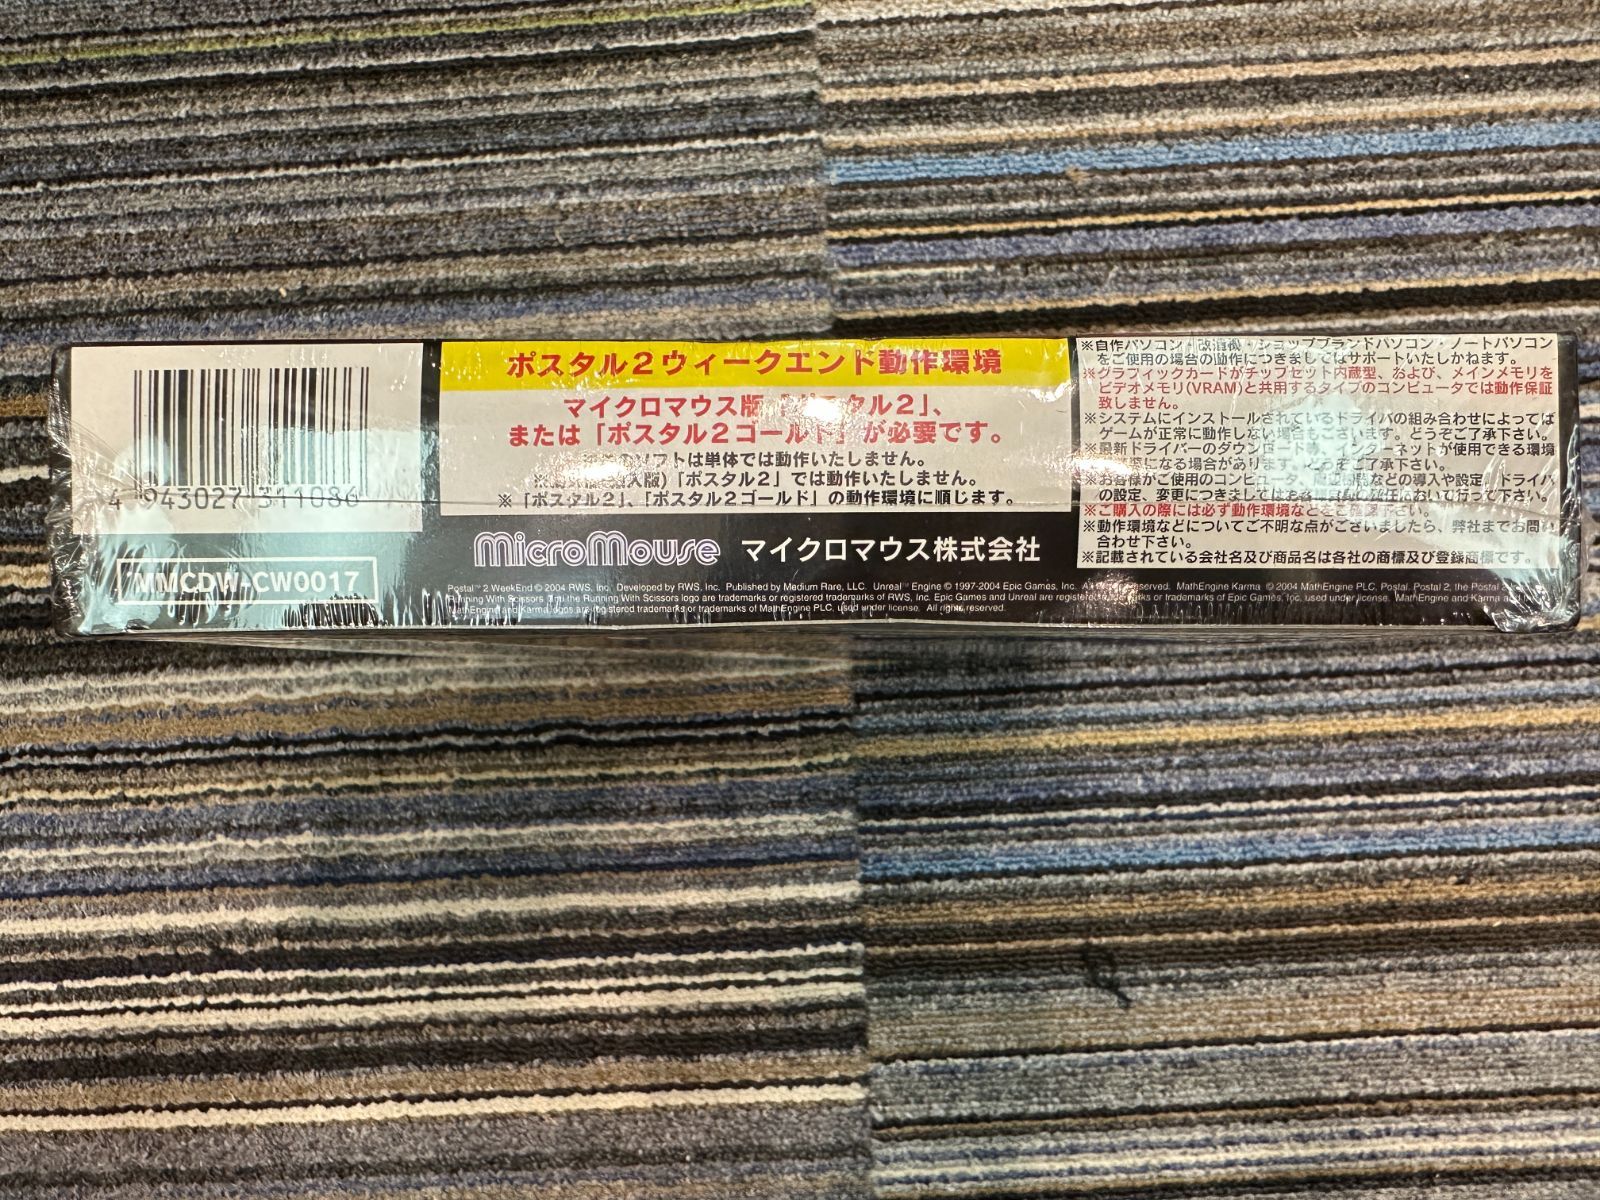 4 943027 311086
MMCDW-CW0017
ポスタル2ウィークエンド動作環境
マイクロマウス版「ポスタル2」、
または「ポスタル2ゴールド」が必要です。
ソフトは単体では動作いたしません。
「ポスタル2」では動作いたしません。
※「ポスタル2」、「ポスタル2ゴールド」の動作環境に順じます。
MicroMouse マイクロマウス株式会社
Postal™ 2 WeekEnd © 2004 RWS, Inc. Developed by RWS, Inc. Published by Medium Rare, LLC. Unreal™ Engine © 1997-2004 Epic Games, Inc. All Rights Reserved. MathEngine Karma © 2004 MathEngine PLC. Postal, Postal 2, the Postal 2
Running With Scissors logo are trademarks or registered trademarks of RWS, Inc. Epic Games and Unreal are registered trademarks or trademarks of Epic Games, Inc. used under license. MathEngine and Karma and
MathEngine and Karma logos are registered trademarks or trademarks of MathEngine PLC, used under license. All rights reserved.
※自作パソコン・改造機・ショップブランドパソコン・ノートパソコン
をご使用の場合の動作につきましてはサポートいたしかねます。
※グラフィックカードがチップセット内蔵型、および、メインメモリを
ビデオメモリ(VRAM)と共用するタイプのコンピュータでは動作保証
致しません。
※システムにインストールされているドライバの組み合わせによっては
ゲームが正常に動作しない場合もございます。どうぞご了承下さい。
※最新ドライバーのダウンロード等、インターネットが使用できる環境
になる場合があります。どうぞご了承下さい。
※お客様がご使用のコンピュータ、周辺機器などの導入や設定、ドライバ
の設定、変更につきましてはお客様自身の責任において行って下さい。
※ご購入の際には必ず動作環境などをご確認下さい。
※動作環境などについてご不明な点がございましたら、弊社までお問い
合わせ下さい。
※記載されている会社名及び商品名は各社の商標及び登録商標です。